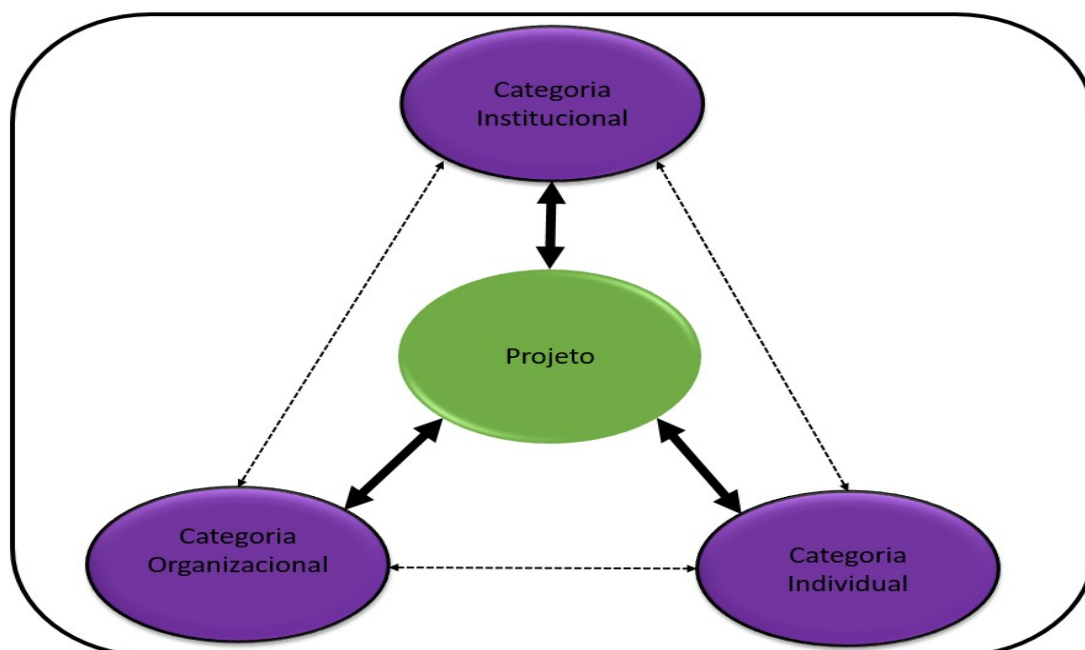 Categoria
Institucional
Projeto
Categoria
Organizacional
Categoria
Individual